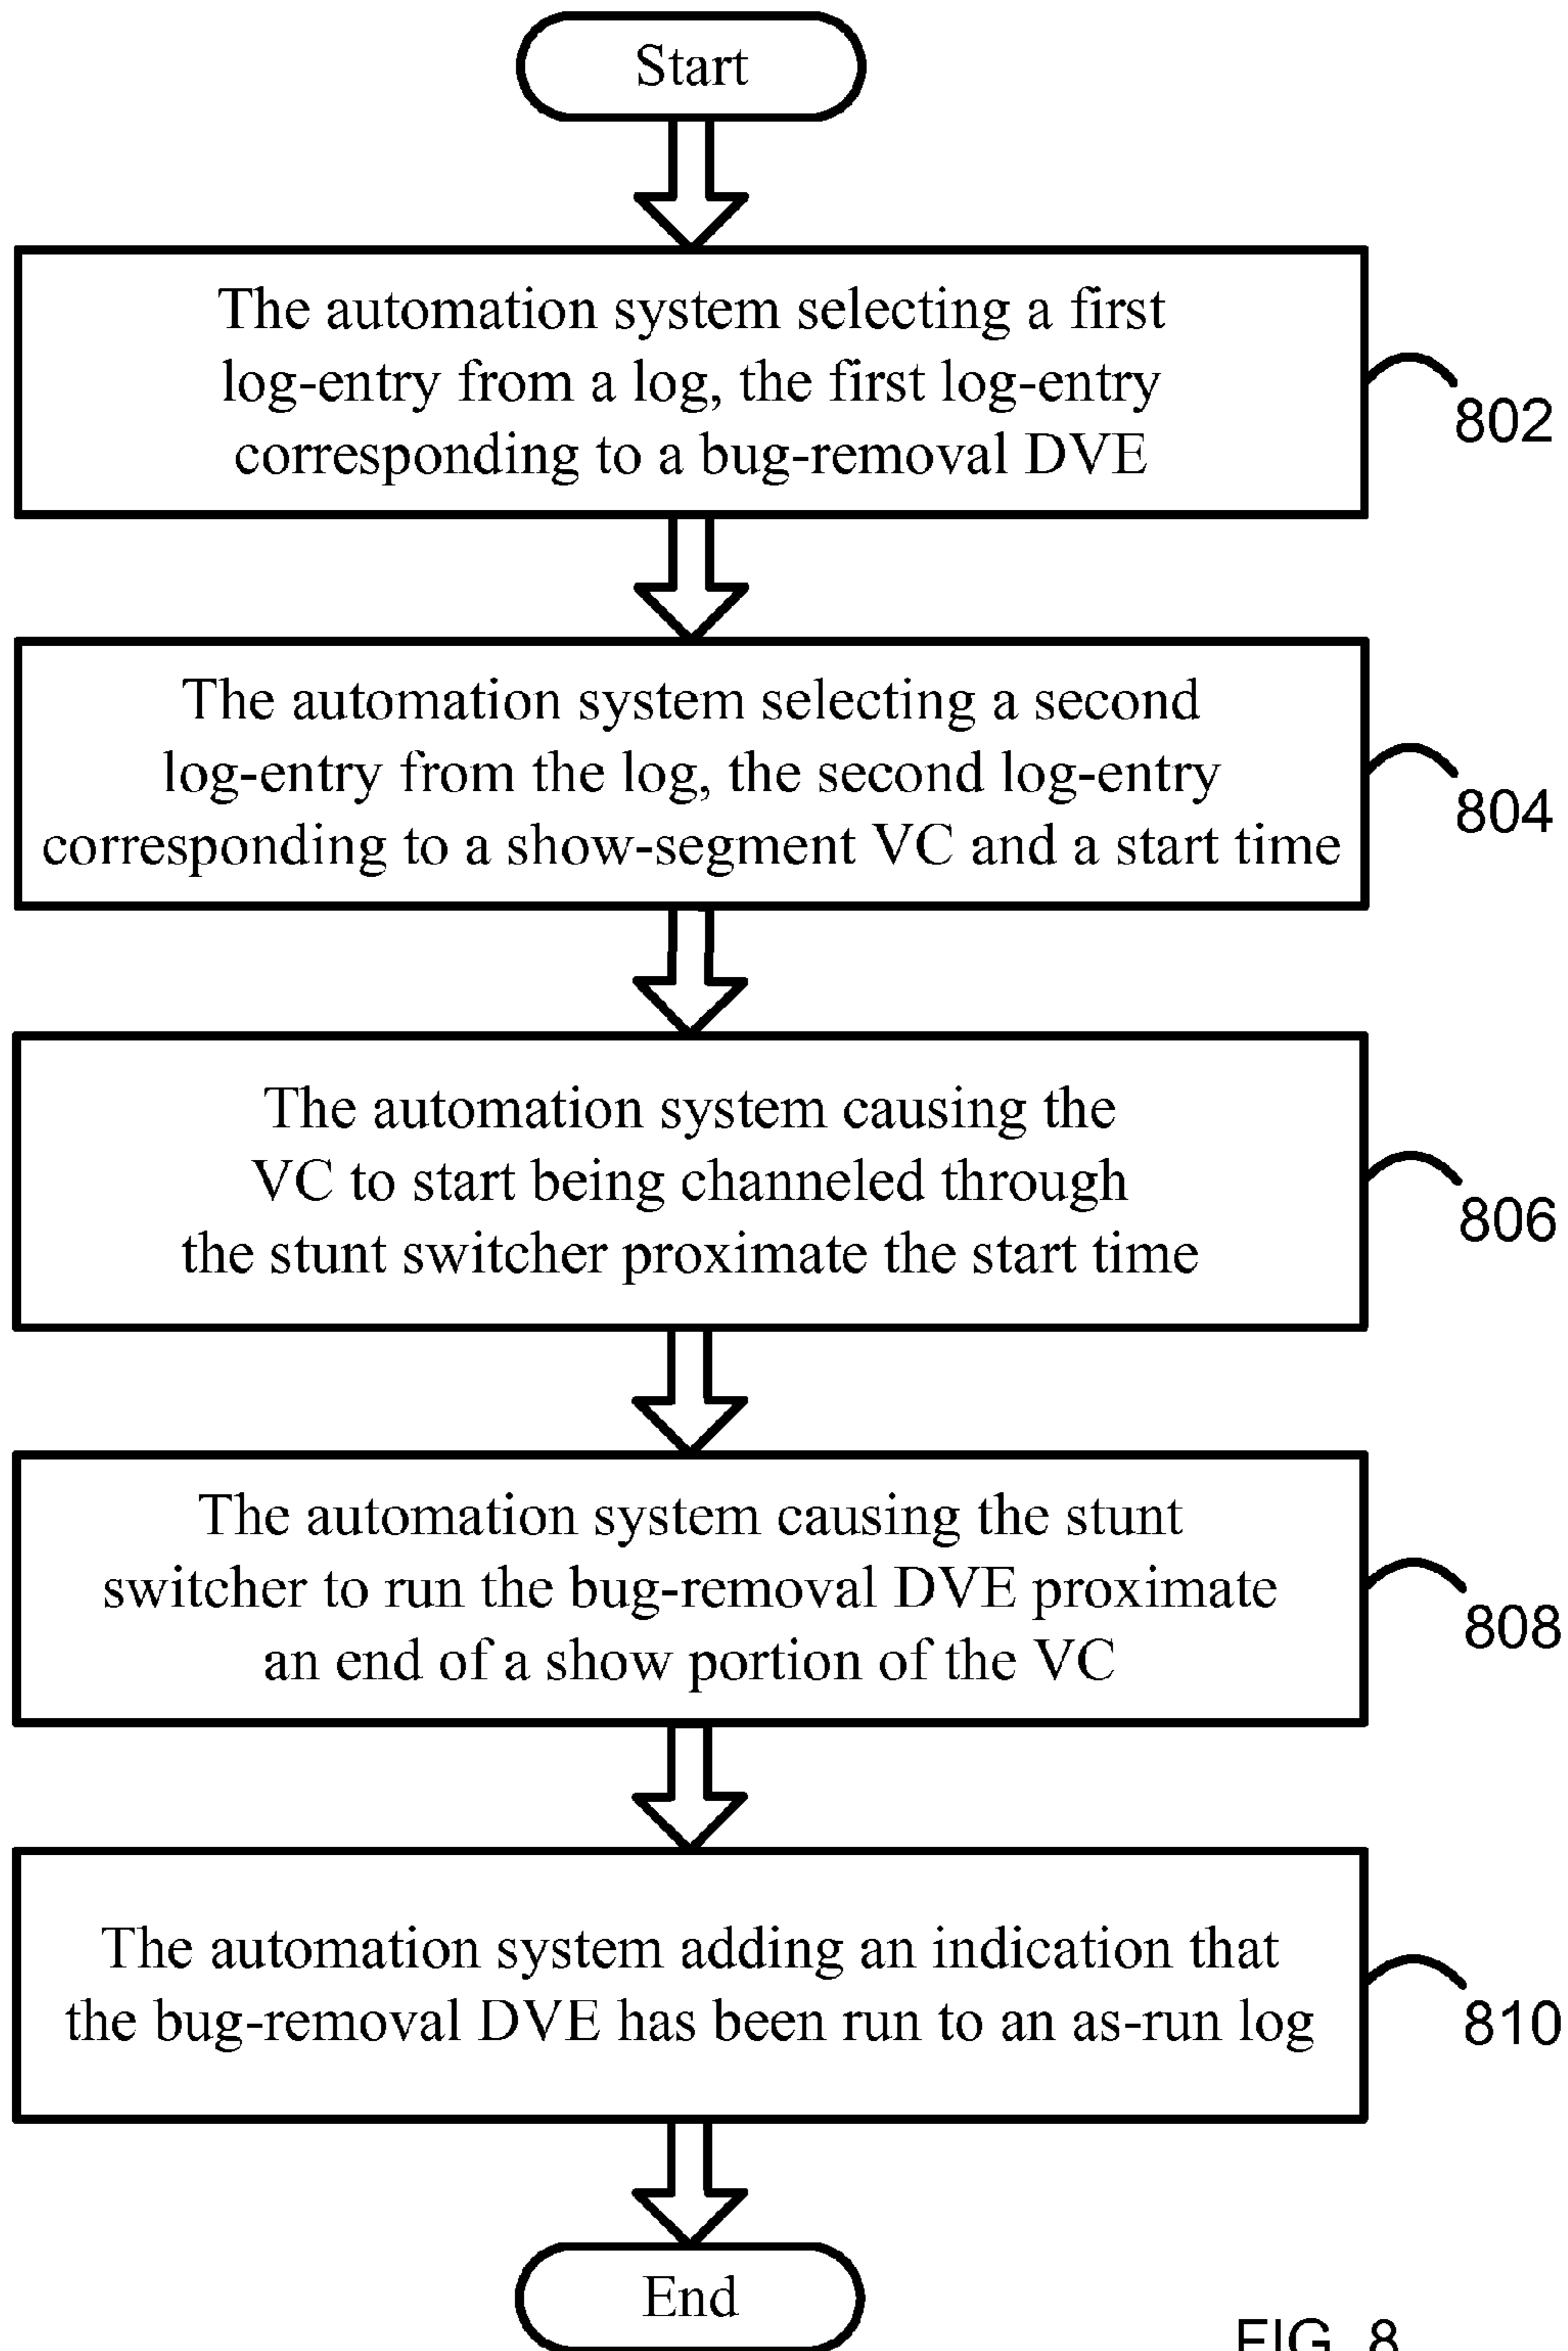 Start
The automation system selecting a first
log-entry from a log, the first log-entry
corresponding to a bug-removal DVE
802
The automation system selecting a second
log-entry from the log, the second log-entry
corresponding to a show-segment VC and a start time
804
The automation system causing the
VC to start being channeled through
the stunt switcher proximate the start time
806
The automation system causing the stunt
switcher to run the bug-removal DVE proximate
an end of a show portion of the VC
808
The automation system adding an indication that
the bug-removal DVE has been run to an as-run log
810
End
FIG. 8